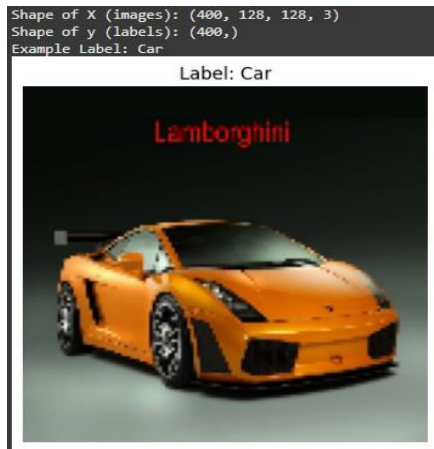 Shape of X (images): (400, 128, 128, 3)
Shape of y (labels): (400,)
Example Label: Car
Label: Car
Lamborghini